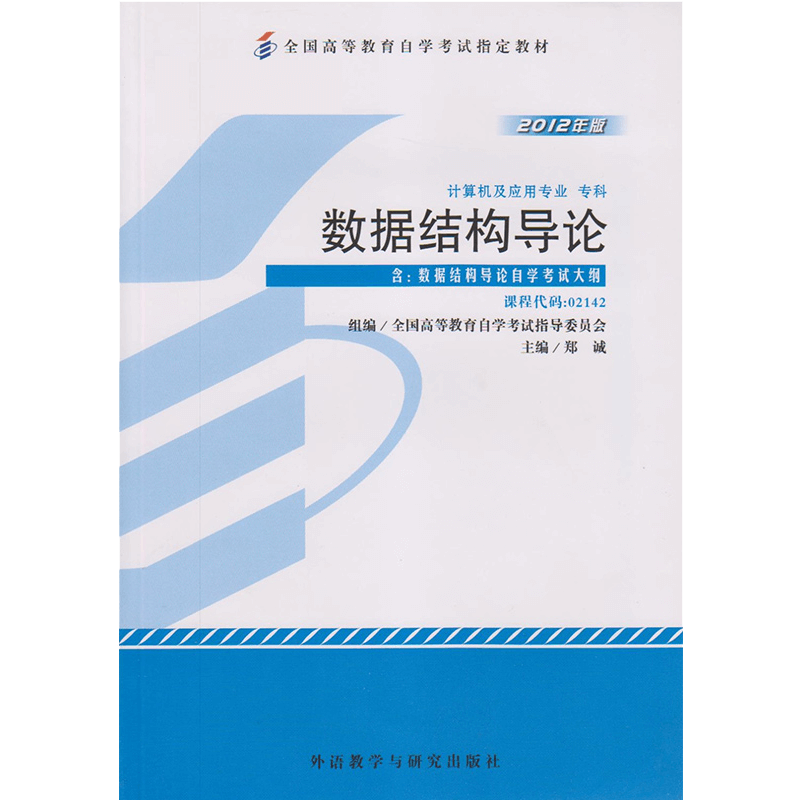 全国高等教育自学考试指定教材
2012年版
计算机及应用专业 专科
数据结构导论
含：数据结构导论自学考试大纲
课程代码:02142
组编/全国高等教育自学考试指导委员会
主编/郑 诚
外语教学与研究出版社